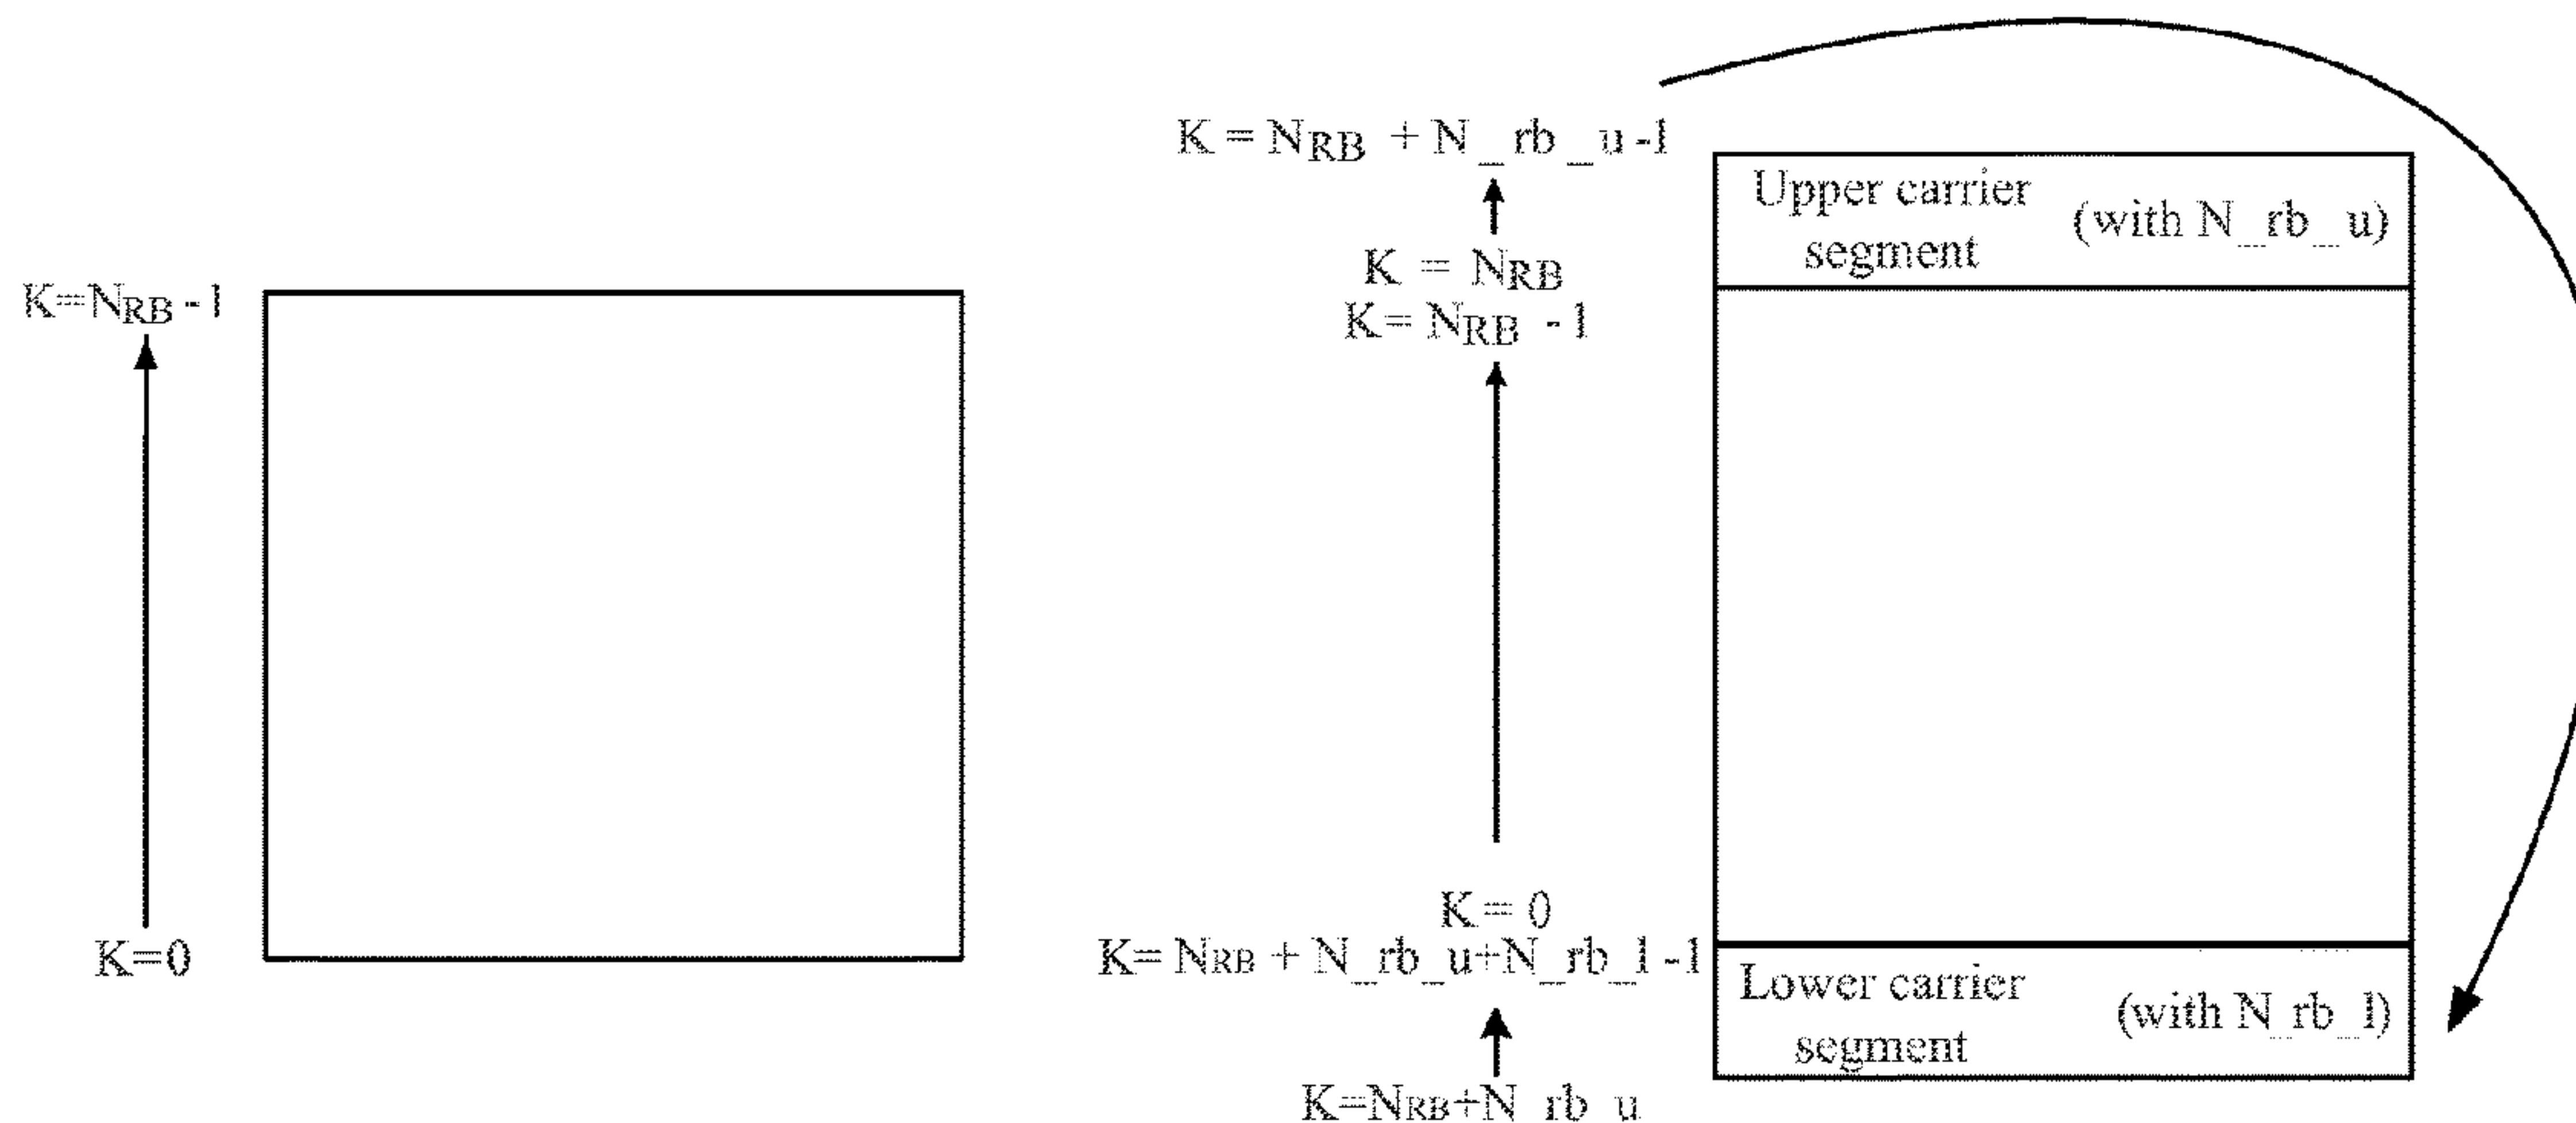 K=NRB-1
K=0
K = NRB + N_rb_u-1
K = NRB
K= NRB -1
K= 0
K= NRB + N_rb_u+N_rb_l-1
K=NRB+N_rb_u
Upper carrier
segment
(with N_rb_u)
Lower carrier
segment
(with N_rb_l)